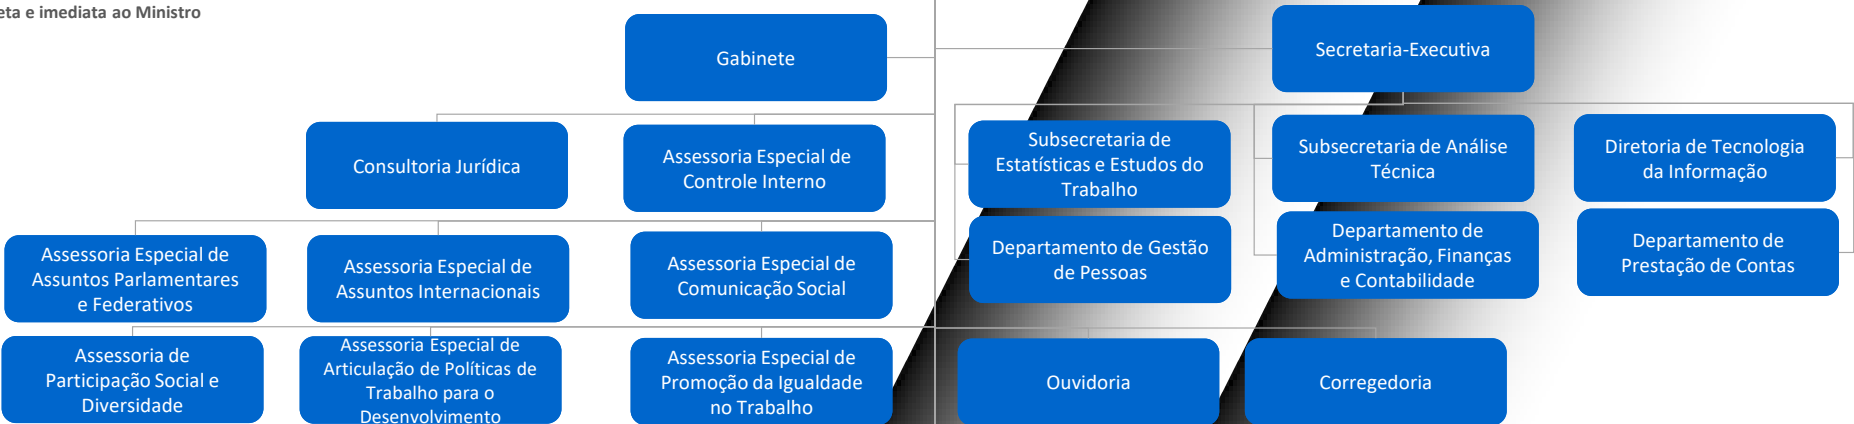 e imediata ao Ministro
Gabinete
Secretaria-Executiva
Consultoria Jurídica
Assessoria Especial de
Controle Interno
Subsecretaria de
Estatísticas e Estudos do
Trabalho
Subsecretaria de Análise
Técnica
Diretoria de Tecnologia
da Informação
Assessoria Especial de
Assuntos Parlamentares
e Federativos
Assessoria Especial de
Assuntos Internacionais
Assessoria Especial de
Comunicação Social
Departamento de Gestão
de Pessoas
Departamento de
Administração, Finanças
e Contabilidade
Departamento de
Prestação de Contas
Assessoria de
Participação Social e
Diversidade
Assessoria Especial de
Articulação de Políticas de
Trabalho para o
Desenvolvimento
Assessoria Especial de
Promoção da Igualdade
no Trabalho
Ouvidoria
Corregedoria